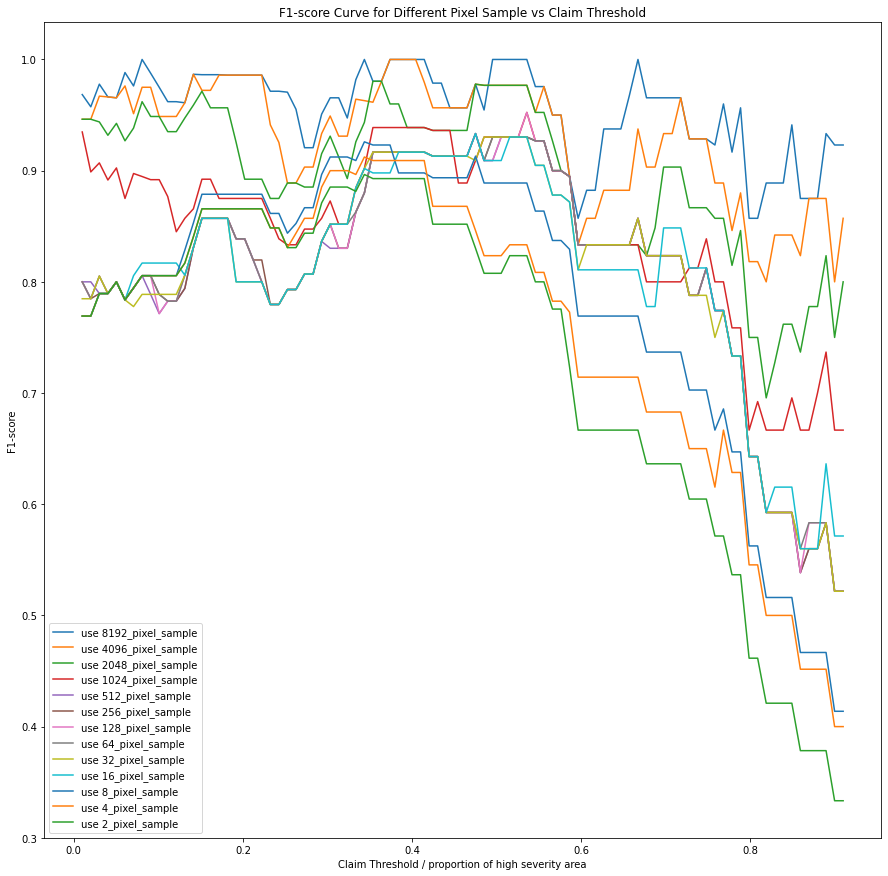 F1-score Curve for Different Pixel Sample vs Claim Threshold
1.0
0.9
0.8
0.7
0.6
0.5
0.4
0.3
F1-score
use 8192_pixel_sample
use 4096_pixel_sample
use 2048_pixel_sample
use 1024_pixel_sample
use 512_pixel_sample
use 256_pixel_sample
use 128_pixel_sample
use 64_pixel_sample
use 32_pixel_sample
use 16_pixel_sample
use 8_pixel_sample
use 4_pixel_sample
use 2_pixel_sample
0.0 0.2 0.4 0.6 0.8
Claim Threshold / proportion of high severity area